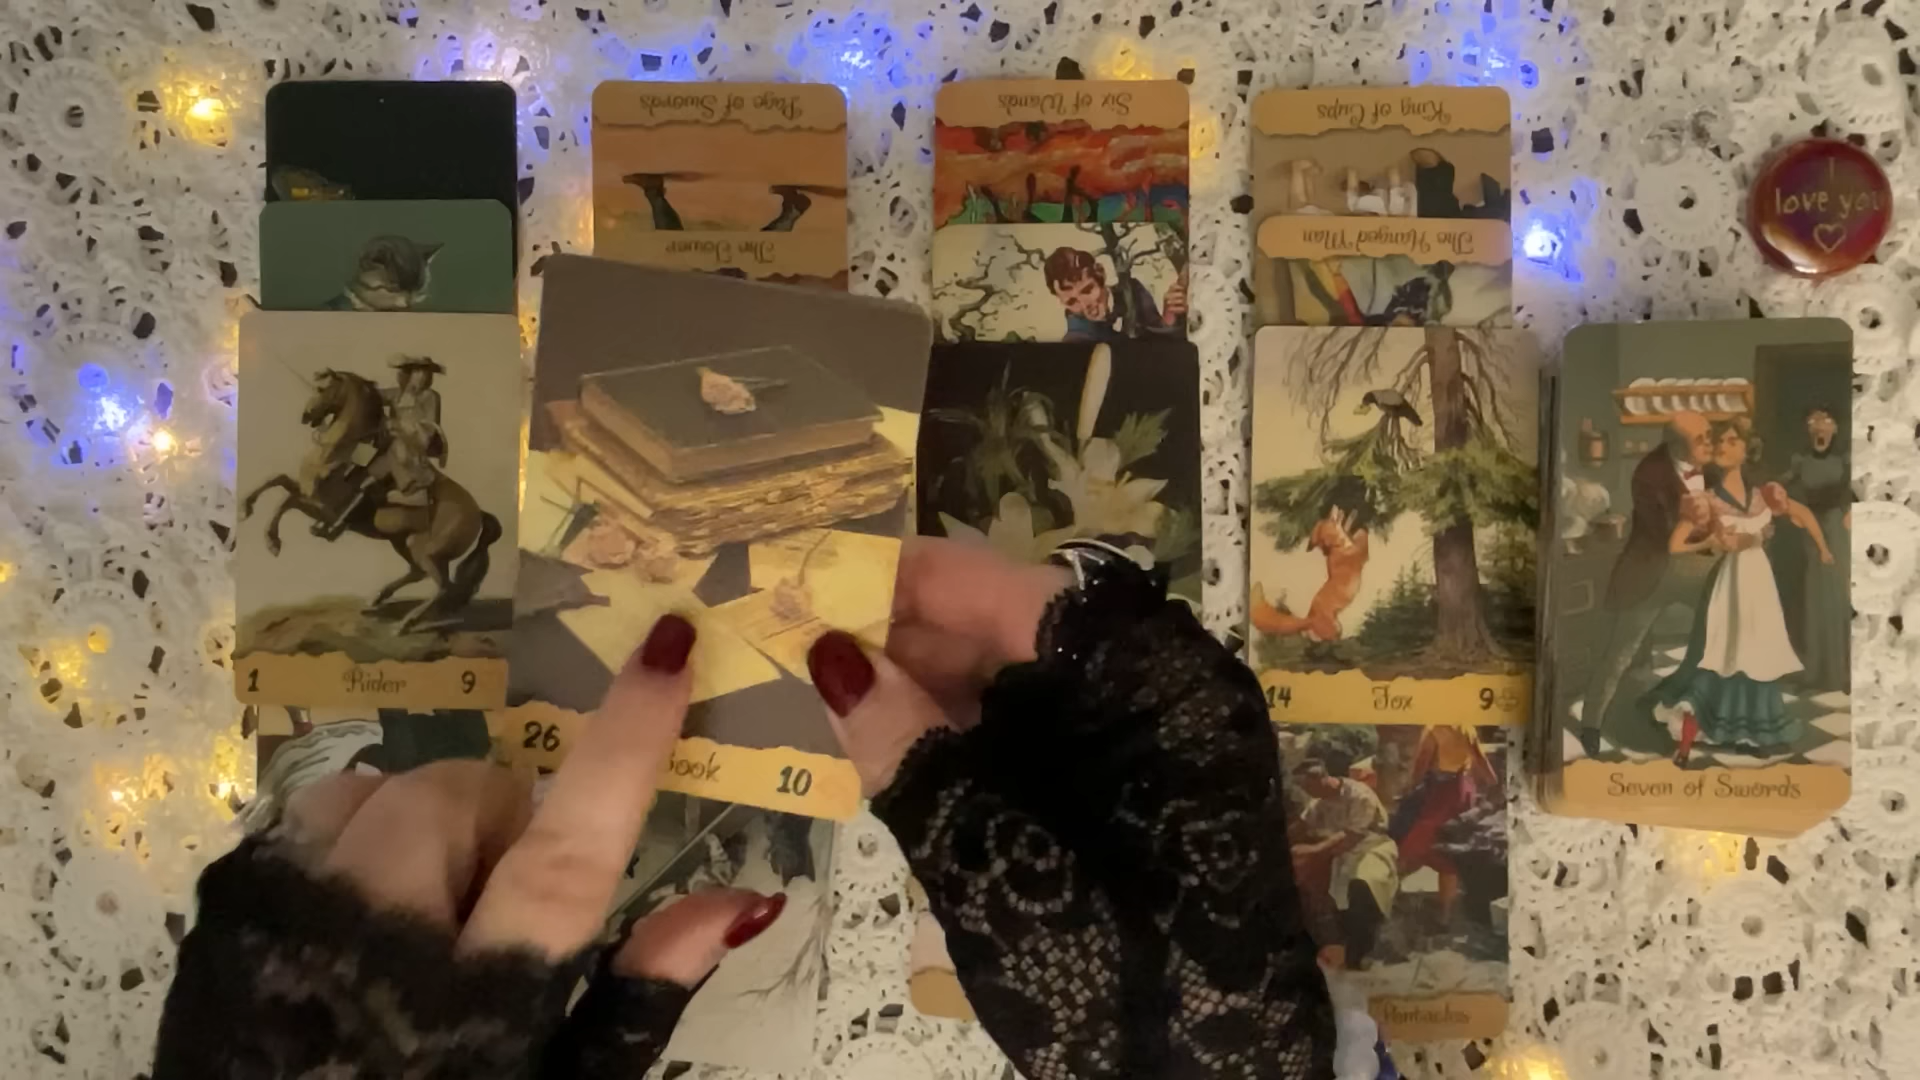 Page of Swords
Six of Wands
King of Cups
The Tower
The Hanged Man
I
love you
1 Rider 9
26 ook 10
14 Fox 9
Seven of Swords
Pentacles